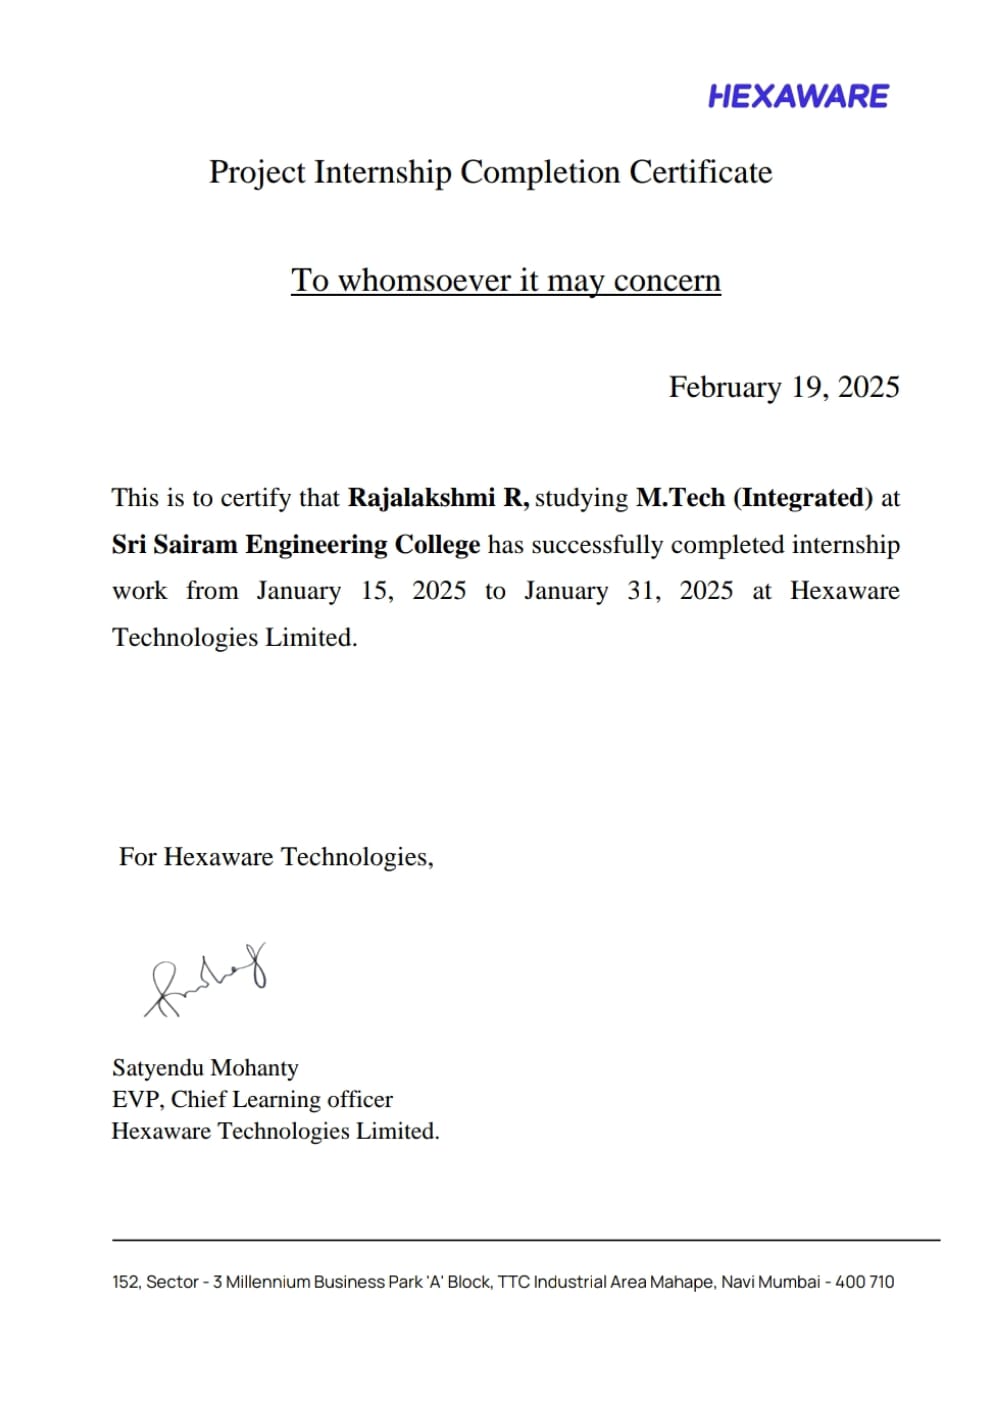 HEXAWARE
Project Internship Completion Certificate
To whomsoever it may concern
February 19, 2025
This is to certify that Rajalakshmi R, studying M.Tech (Integrated) at
Sri Sairam Engineering College has successfully completed internship
work from January 15, 2025 to January 31, 2025 at Hexaware
Technologies Limited.
For Hexaware Technologies,
Satyendu Mohanty
EVP, Chief Learning officer
Hexaware Technologies Limited.
152, Sector - 3 Millennium Business Park 'A' Block, TTC Industrial Area Mahape, Navi Mumbai - 400 710